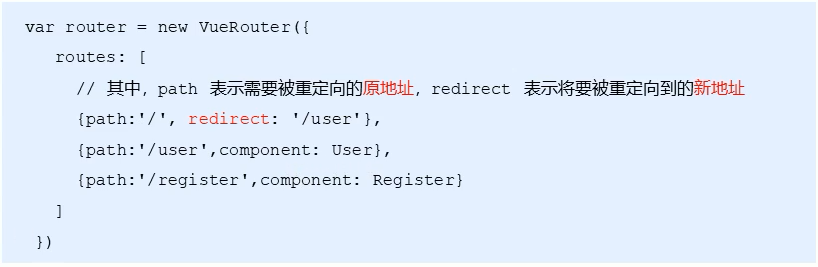 var router = new VueRouter({
routes: [
// 其中，path 表示需要被重定向的原地址，redirect 表示将要被重定向到的新地址
{path:'/', redirect: '/user'},
{path:'/user',component: User},
{path:'/register',component: Register}
]
})